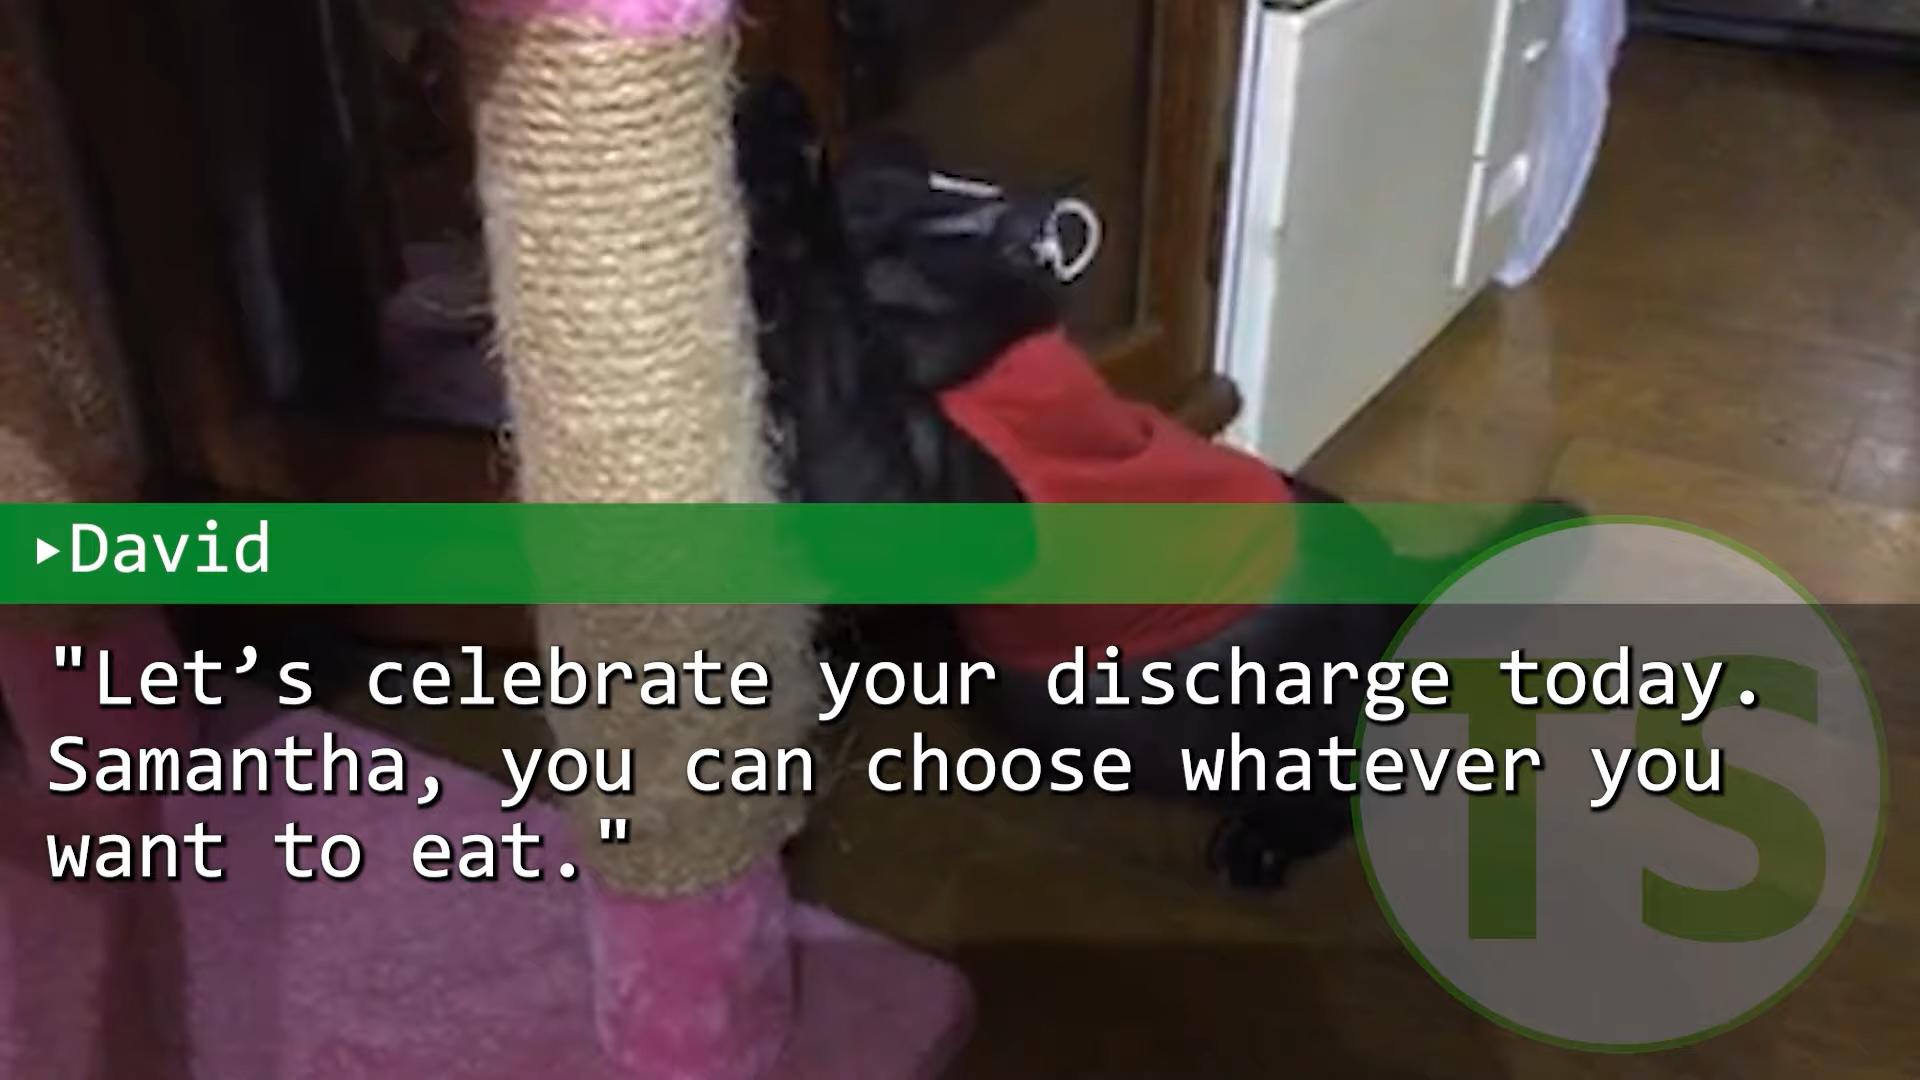 ▶David
"Let’s celebrate your discharge today.
Samantha, you can choose whatever you
want to eat."
TS